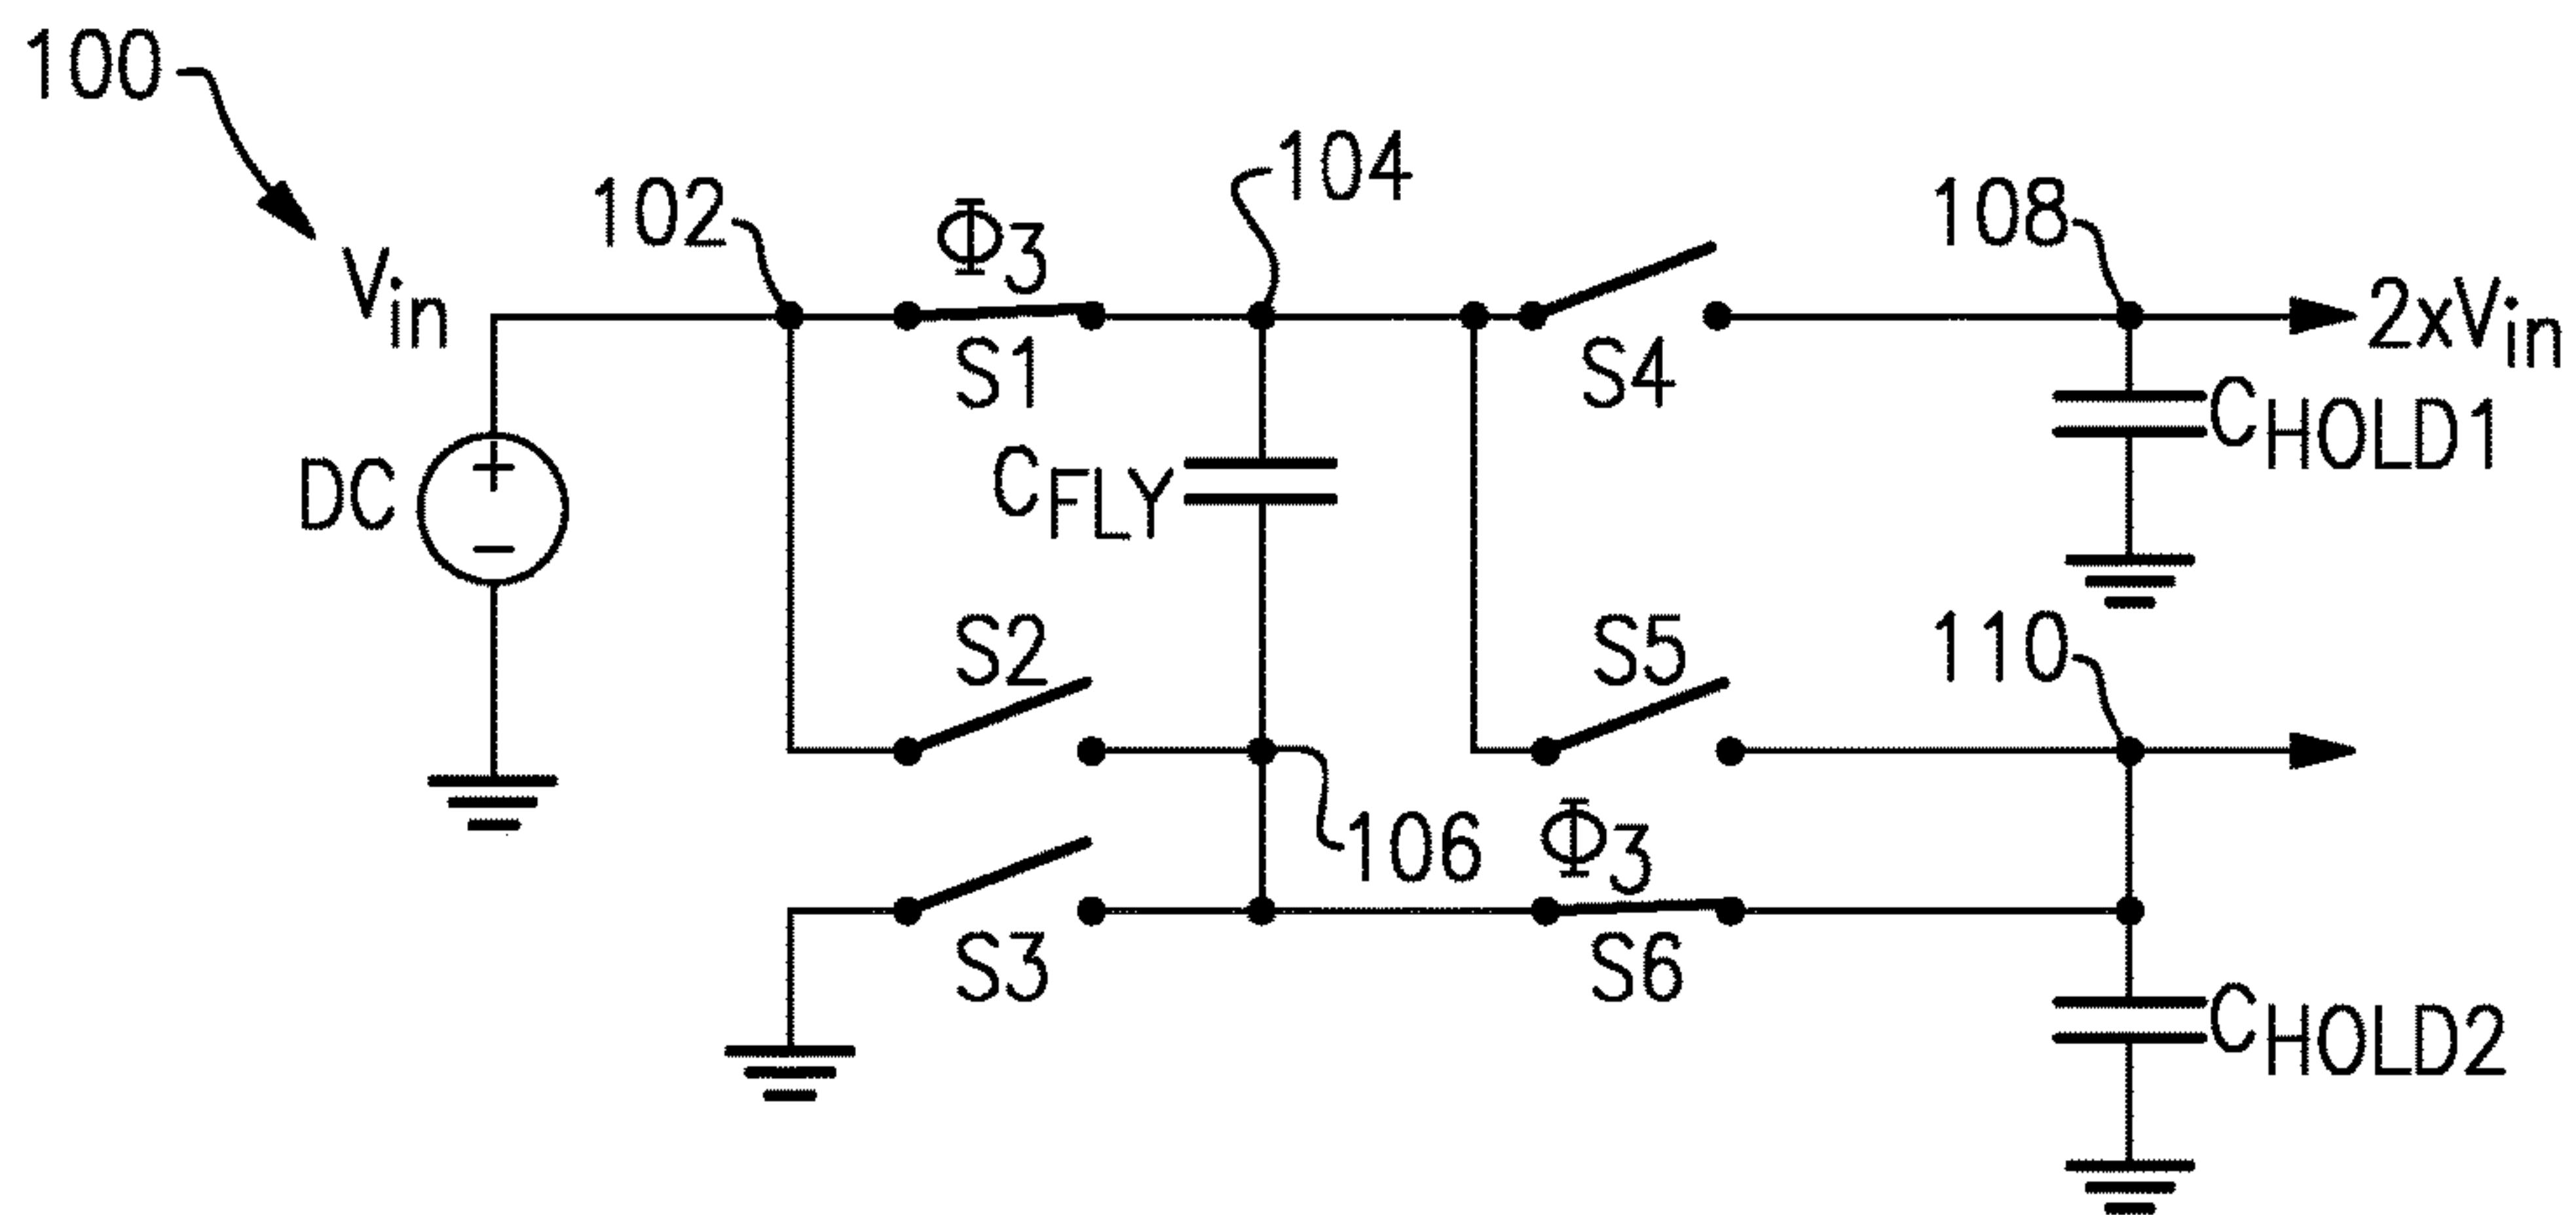 100
104
102
Φ3
108
Vin
2xVin
S1
S4
CHOLD1
DC
+
CFLY
−
S2
S5
110
106
Φ3
S3
S6
CHOLD2